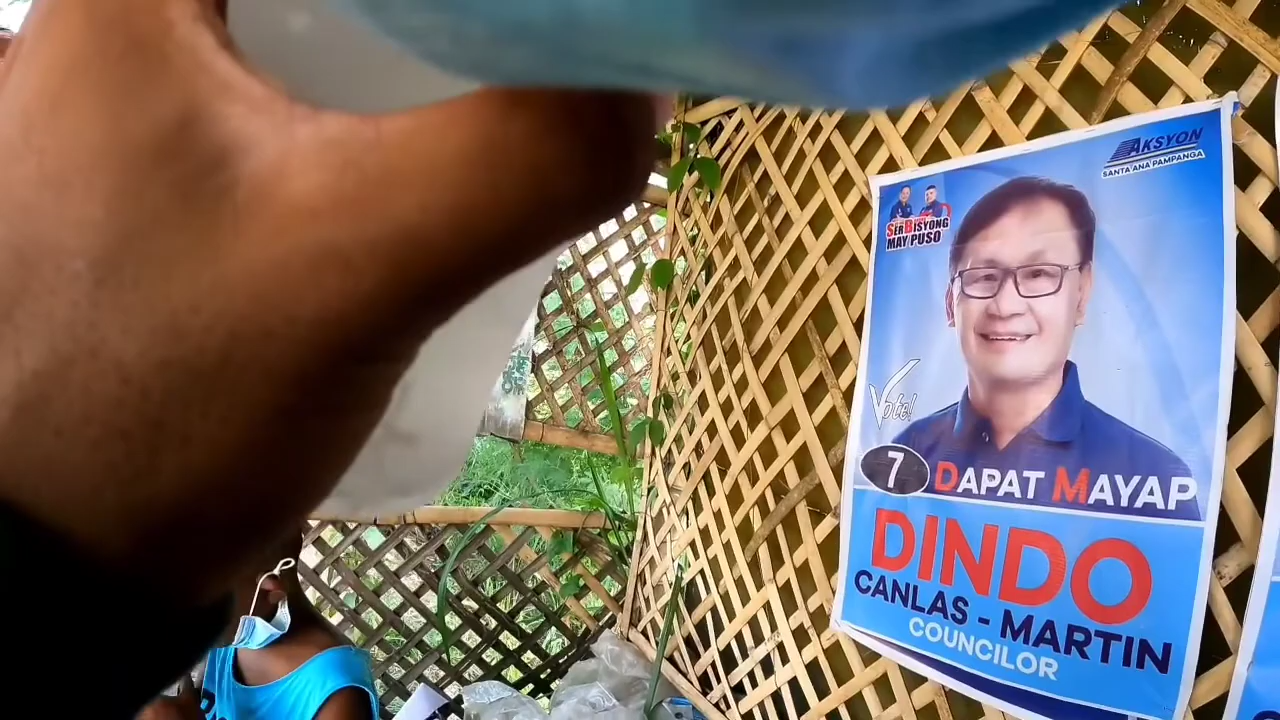 AKSYON
SANTA ANA PAMPANGA
SERBISYONG
MAY PUSO
Vote!
7
DAPAT MAYAP
DINDO
CANLAS - MARTIN
COUNCILOR